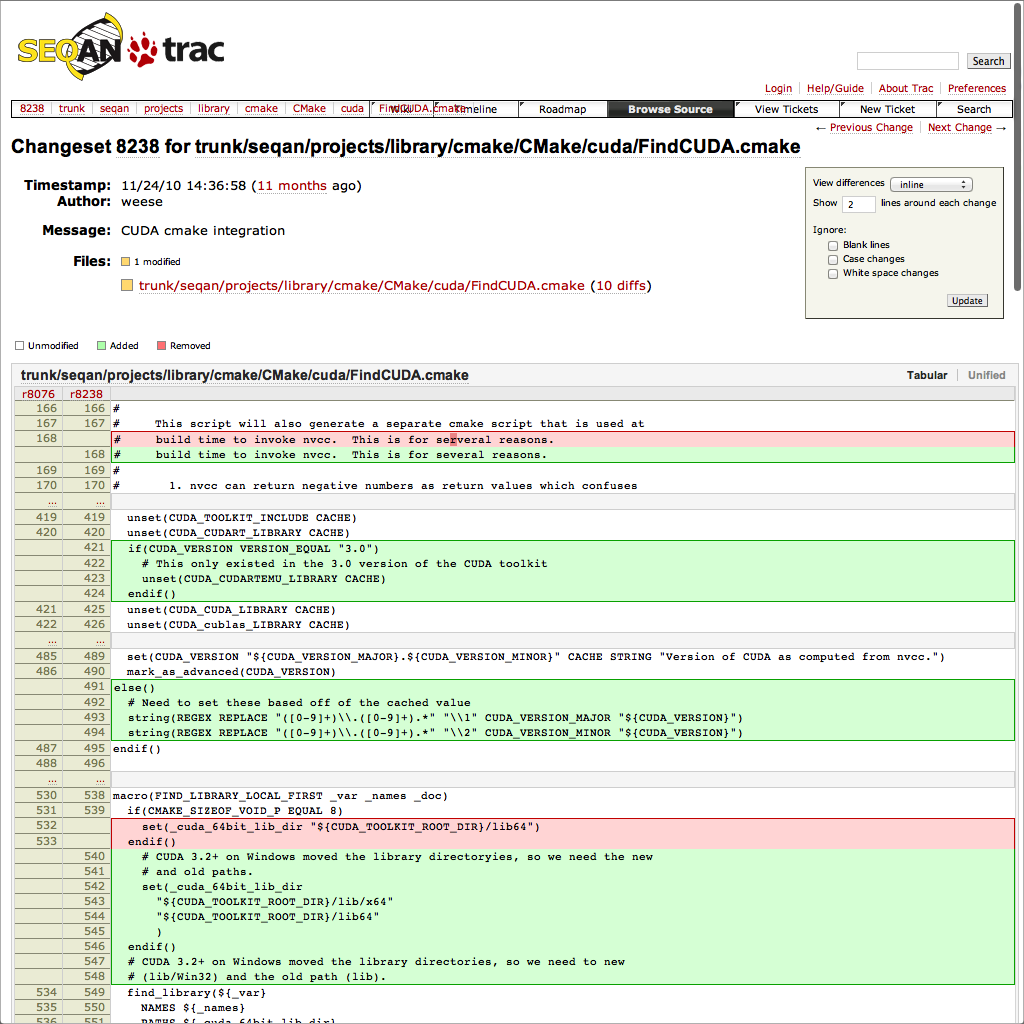 SEQAN trac
Search
Login Help/Guide About Trac Preferences
8238 trunk seqan projects library cmake CMake cuda FindCUDA.cmake Wiki Timeline Roadmap Browse Source View Tickets New Ticket Search
← Previous Change Next Change →
Changeset 8238 for trunk/seqan/projects/library/cmake/CMake/cuda/FindCUDA.cmake
Timestamp: 11/24/10 14:36:58 (11 months ago)
Author: weese
Message: CUDA cmake integration
Files: 1 modified
trunk/seqan/projects/library/cmake/CMake/cuda/FindCUDA.cmake (10 diffs)
View differences inline
Show 2 lines around each change
Ignore:
Blank lines
Case changes
White space changes
Update
Unmodified Added Removed
trunk/seqan/projects/library/cmake/CMake/cuda/FindCUDA.cmake Tabular Unified
r8076 r8238
166 166 #
167 167 # This script will also generate a separate cmake script that is used at
168 # build time to invoke nvcc. This is for serveral reasons.
168 # build time to invoke nvcc. This is for several reasons.
169 169 #
170 170 # 1. nvcc can return negative numbers as return values which confuses
… …
419 419 unset(CUDA_TOOLKIT_INCLUDE CACHE)
420 420 unset(CUDA_CUDART_LIBRARY CACHE)
421 if(CUDA_VERSION VERSION_EQUAL "3.0")
422 # This only existed in the 3.0 version of the CUDA toolkit
423 unset(CUDA_CUDARTEMU_LIBRARY CACHE)
424 endif()
421 425 unset(CUDA_CUDA_LIBRARY CACHE)
422 426 unset(CUDA_cublas_LIBRARY CACHE)
… …
485 489 set(CUDA_VERSION "${CUDA_VERSION_MAJOR}.${CUDA_VERSION_MINOR}" CACHE STRING "Version of CUDA as computed from nvcc.")
486 490 mark_as_advanced(CUDA_VERSION)
491 else()
492 # Need to set these based off of the cached value
493 string(REGEX REPLACE "([0-9]+)\\.([0-9]+).*" "\\1" CUDA_VERSION_MAJOR "${CUDA_VERSION}")
494 string(REGEX REPLACE "([0-9]+)\\.([0-9]+).*" "\\2" CUDA_VERSION_MINOR "${CUDA_VERSION}")
487 495 endif()
488 496
… …
530 538 macro(FIND_LIBRARY_LOCAL_FIRST _var _names _doc)
531 539 if(CMAKE_SIZEOF_VOID_P EQUAL 8)
532 set(_cuda_64bit_lib_dir "${CUDA_TOOLKIT_ROOT_DIR}/lib64")
533 endif()
540 # CUDA 3.2+ on Windows moved the library directoryies, so we need the new
541 # and old paths.
542 set(_cuda_64bit_lib_dir
543 "${CUDA_TOOLKIT_ROOT_DIR}/lib/x64"
544 "${CUDA_TOOLKIT_ROOT_DIR}/lib64"
545 )
546 endif()
547 # CUDA 3.2+ on Windows moved the library directories, so we need to new
548 # (lib/Win32) and the old path (lib).
534 549 find_library(${_var}
535 550 NAMES ${_names}
536 551 PATHS ${_cuda_64bit_lib_dir}